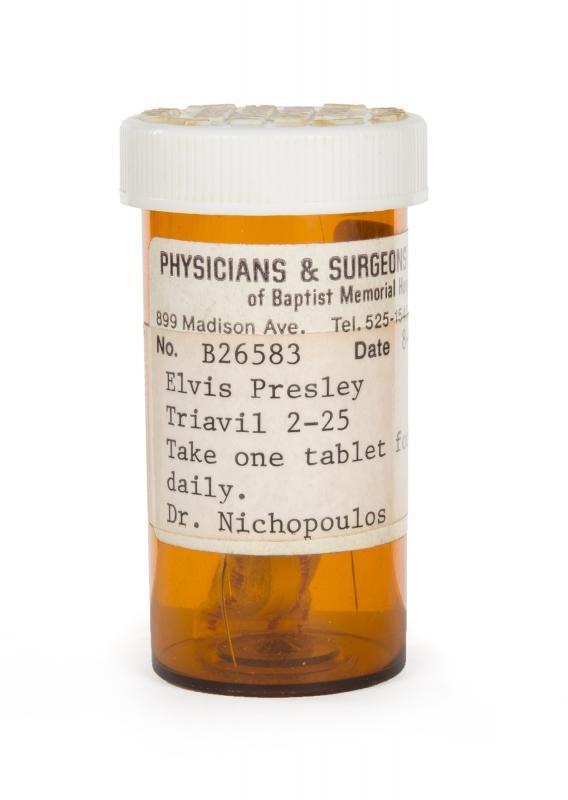 PHYSICIANS & SURGEONS
of Baptist Memorial
899 Madison Ave. Tel. 525-
No. B26583 Date
Elvis Presley
Triavil 2-25
Take one tablet
daily.
Dr. Nichopoulos